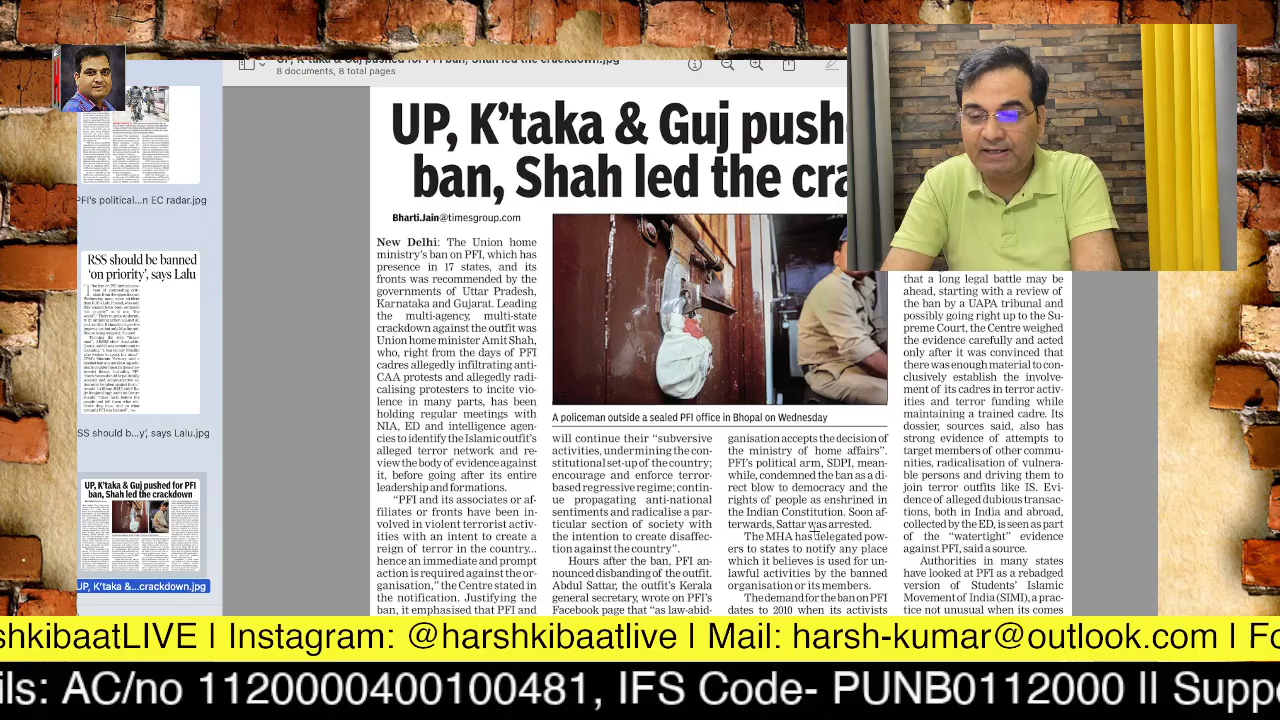 UP, K'taka & Guj pushed for PFI ban, Shah led the crackdown.jpg
8 documents, 8 total pages
PFI's political...n EC radar.jpg
RSS should be banned
'on priority', says Lalu
SS should b...y', says Lalu.jpg
UP, K'taka & Guj pushed for PFI
ban, Shah led the crackdown
UP, K'taka &...crackdown.jpg
UP, K'taka & Guj push
ban, Shah led the cra
Bharti.Jain@timesgroup.com
New Delhi: The Union home
ministry's ban on PFI, which has
presence in 17 states, and its
fronts was recommended by the
governments of Uttar Pradesh,
Karnataka and Gujarat. Leading
the multi-agency, multi-state
crackdown against the outfit was
Union home minister Amit Shah,
who, right from the days of PFI
cadres allegedly infiltrating anti-
CAA protests and allegedly radi-
calising protesters to incite vio-
lence in many parts, has been
holding regular meetings with
NIA, ED and intelligence agen-
cies to identify the Islamic outfit's
alleged terror network and re-
view the body of evidence against
it, before going after its entire
leadership and formations.
"PFI and its associates or af-
filiates or fronts have been in-
volved in violent terrorist activ-
ities with an intent to create a
reign of terror in the country...
hence an immediate and prompt
action is required against the or-
ganisation," the Centre stated in
the notification. Justifying the
ban, it emphasised that PFI and
A policeman outside a sealed PFI office in Bhopal on Wednesday
will continue their "subversive
activities, undermining the con-
stitutional set-up of the country;
encourage and enforce terror-
based regressive regime; contin-
ue propagating anti-national
sentiments and radicalise a par-
ticular section of society with
the intention to create disaffec-
tion against the country".
Hours after the ban, PFI an-
nounced disbanding of the outfit.
Abdul Sattar, the outfit's Kerala
general secretary, wrote on PFI's
Facebook page that "as law-abid-
ganisation accepts the decision of
the ministry of home affairs".
PFI's political arm, SDPI, mean-
while, condemned the ban as a di-
rect blow to democracy and the
rights of people as enshrined in
the Indian Constitution. Soon af-
terwards, Sattar was arrested.
The MHA has delegated pow-
ers to states to notify any place
which it believes is used for un-
lawful activities by the banned
organisation or its members.
The demand for the ban on PFI
dates to 2010 when its activists
that a long legal battle may be
ahead, starting with a review of
the ban by a UAPA tribunal and
possibly going right up to the Su-
preme Court, the Centre weighed
the evidence carefully and acted
only after it was convinced that
there was enough material to con-
clusively establish the involve-
ment of its cadres in terror activ-
ities and terror funding while
maintaining a trained cadre. Its
dossier, sources said, also has
strong evidence of attempts to
target members of other commu-
nities, radicalisation of vulnera-
ble persons and driving them to
join terror outfits like IS. Evi-
dence of alleged dubious transac-
tions, both in India and abroad,
collected by the ED, is seen as part
of the "watertight" evidence
against PFI, said a source.
Authorities in many states
have looked at PFI as a rebadged
version of Students' Islamic
Movement of India (SIMI), a prac-
tice not unusual when its comes
shkibaatLIVE I Instagram: @harshkibaatlive I Mail: harsh-kumar@outlook.com I Fo
ils: AC/no 1120000400100481, IFS Code- PUNB0112000 ll Suppo